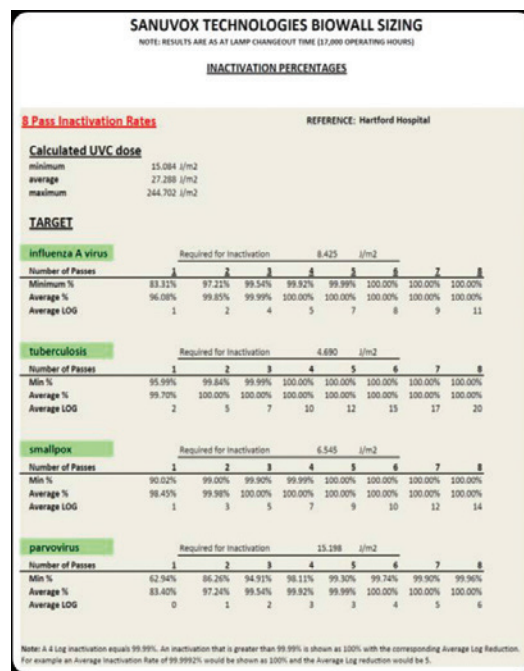 SANUVOX TECHNOLOGIES BIOWALL SIZING
NOTE: RESULTS ARE AS AT LAMP CHANGEOUT TIME (17,000 OPERATING HOURS)
INACTIVATION PERCENTAGES
8 Pass Inactivation Rates REFERENCE: Hartford Hospital
Calculated UVC dose
minimum 15.084 J/m2
average 27.288 J/m2
maximum 244.702 J/m2
TARGET
influenza A virus Required for Inactivation 8.425 J/m2
Number of Passes 1 2 3 4 5 6 7 8
Minimum % 83.31% 97.21% 99.54% 99.92% 99.99% 100.00% 100.00% 100.00%
Average % 96.08% 99.85% 99.99% 100.00% 100.00% 100.00% 100.00% 100.00%
Average LOG 1 2 4 5 7 8 9 11
tuberculosis Required for Inactivation 4.690 J/m2
Number of Passes 1 2 3 4 5 6 7 8
Min % 95.99% 99.84% 99.99% 100.00% 100.00% 100.00% 100.00% 100.00%
Average % 99.70% 100.00% 100.00% 100.00% 100.00% 100.00% 100.00% 100.00%
Average LOG 2 5 7 10 12 15 17 20
smallpox Required for Inactivation 6.545 J/m2
Number of Passes 1 2 3 4 5 6 7 8
Min % 90.02% 99.00% 99.90% 99.99% 100.00% 100.00% 100.00% 100.00%
Average % 98.45% 99.98% 100.00% 100.00% 100.00% 100.00% 100.00% 100.00%
Average LOG 1 3 5 7 9 10 12 14
parvovirus Required for Inactivation 15.198 J/m2
Number of Passes 1 2 3 4 5 6 7 8
Min % 62.94% 86.26% 94.91% 98.11% 99.30% 99.74% 99.90% 99.96%
Average % 83.40% 97.24% 99.54% 99.92% 99.99% 100.00% 100.00% 100.00%
Average LOG 0 1 2 3 3 4 5 6
Note: A 4 Log inactivation equals 99.99%. An inactivation that is greater than 99.99% is shown as 100% with the corresponding Average Log Reduction.
For example an Average Inactivation Rate of 99.9992% would be shown as 100% and the Average Log reduction would be 5.